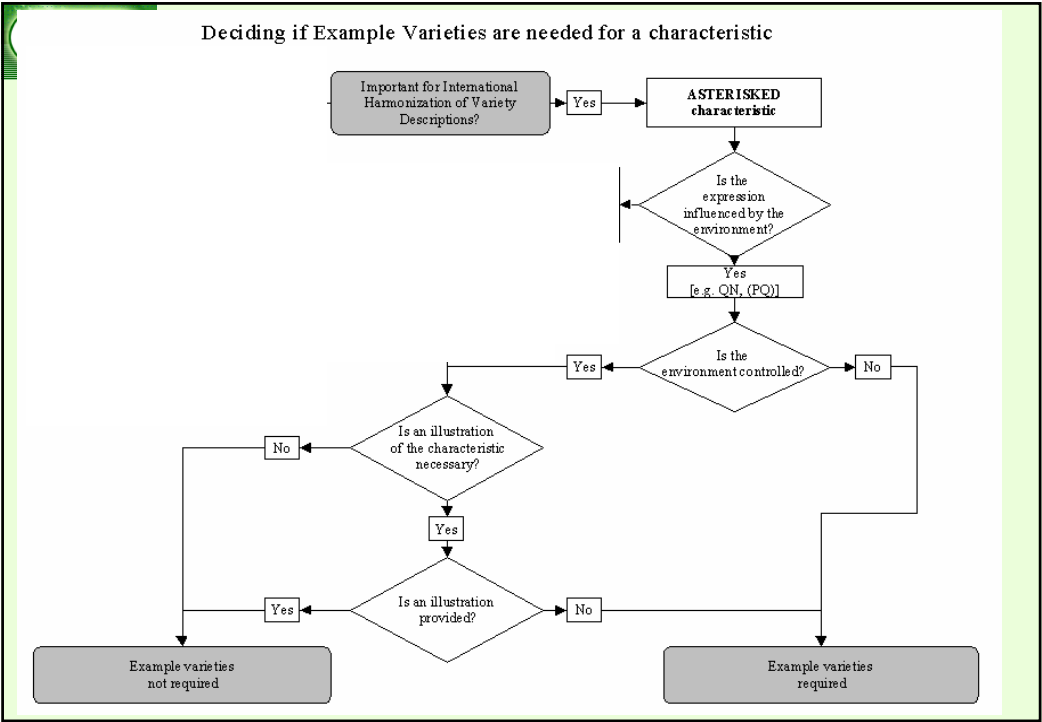 Deciding if Example Varieties are needed for a characteristic
Important for International
Harmonization of Variety
Descriptions?
Yes
ASTERISKED
characteristic
Is the
expression
influenced by the
environment?
Yes
[e.g. QN, (PQ)]
Is the
environment controlled?
Yes
No
Is an illustration
of the characteristic
necessary?
No
Yes
Is an illustration
provided?
Yes
No
Example varieties
not required
Example varieties
required